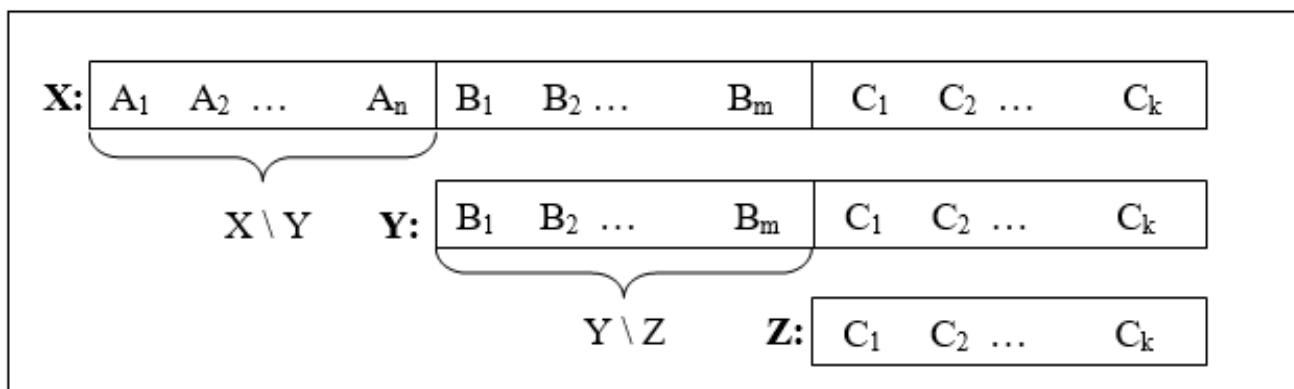 X: A₁ A₂ … Aₙ B₁ B₂ … Bₘ C₁ C₂ … Cₖ
X \ Y Y: B₁ B₂ … Bₘ C₁ C₂ … Cₖ
Y \ Z Z: C₁ C₂ … Cₖ